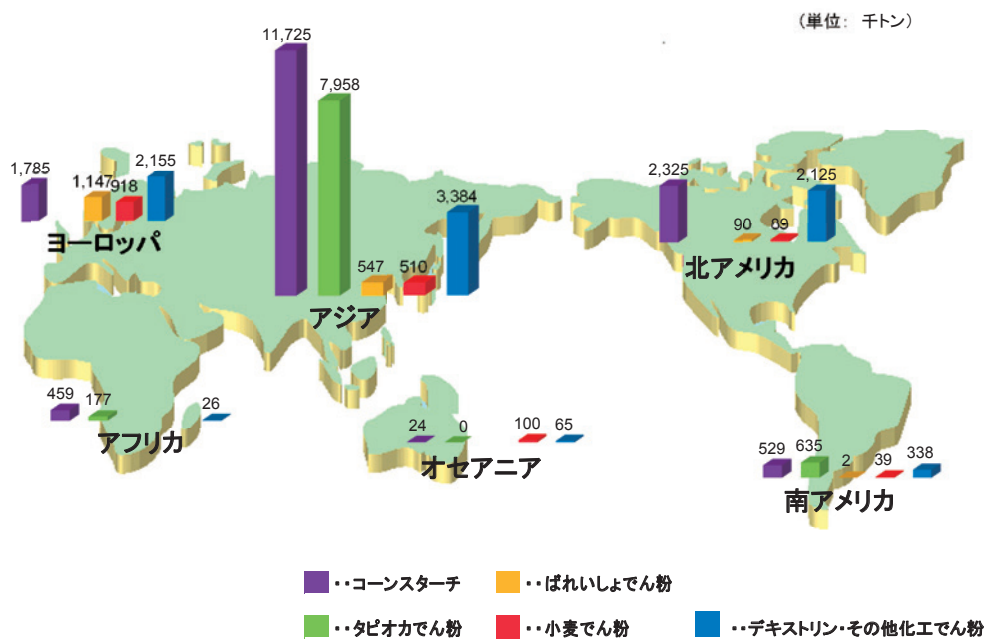 (単位: 千トン)
11,725
7,958
547
510
3,384
アジア
1,785
1,147
918
2,155
ヨーロッパ
2,325
90
89
2,125
北アメリカ
459
177
26
アフリカ
24
0
100
65
オセアニア
529
635
2
39
338
南アメリカ
・・コーンスターチ
・・ばれいしょでん粉
・・タピオカでん粉
・・小麦でん粉
・・デキストリン・その他化工でん粉